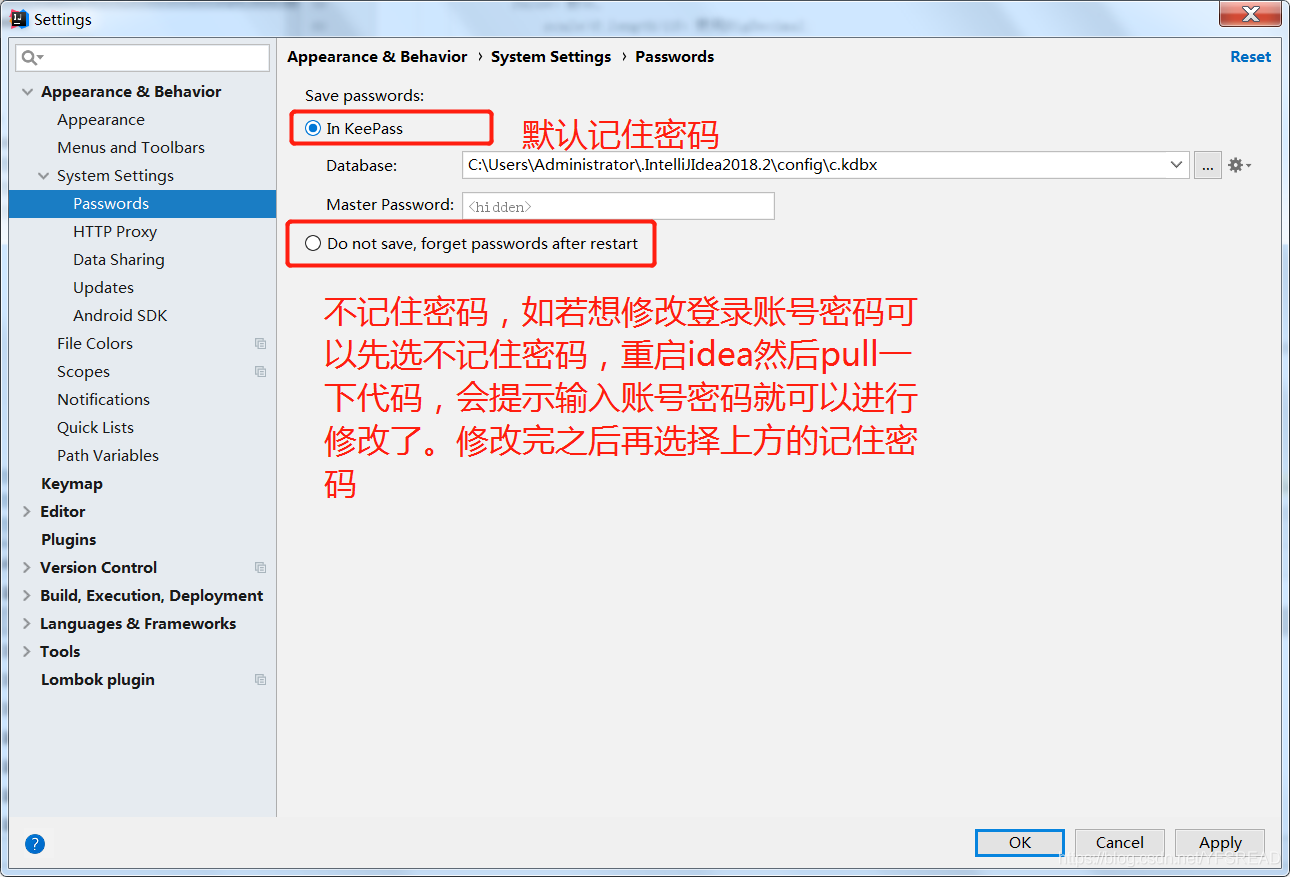 Settings
Appearance & Behavior › System Settings › Passwords
Reset
Appearance & Behavior
Appearance
Menus and Toolbars
System Settings
Passwords
HTTP Proxy
Data Sharing
Updates
Android SDK
File Colors
Scopes
Notifications
Quick Lists
Path Variables
Keymap
Editor
Plugins
Version Control
Build, Execution, Deployment
Languages & Frameworks
Tools
Lombok plugin
Save passwords:
In KeePass
默认记住密码
Database:
C:\Users\Administrator\.IntelliJIdea2018.2\config\c.kdbx
...
Master Password:
<hidden>
Do not save, forget passwords after restart
不记住密码，如若想修改登录账号密码可
以先选不记住密码，重启idea然后pull一
下代码，会提示输入账号密码就可以进行
修改了。修改完之后再选择上方的记住密
码
?
OK
Cancel
Apply